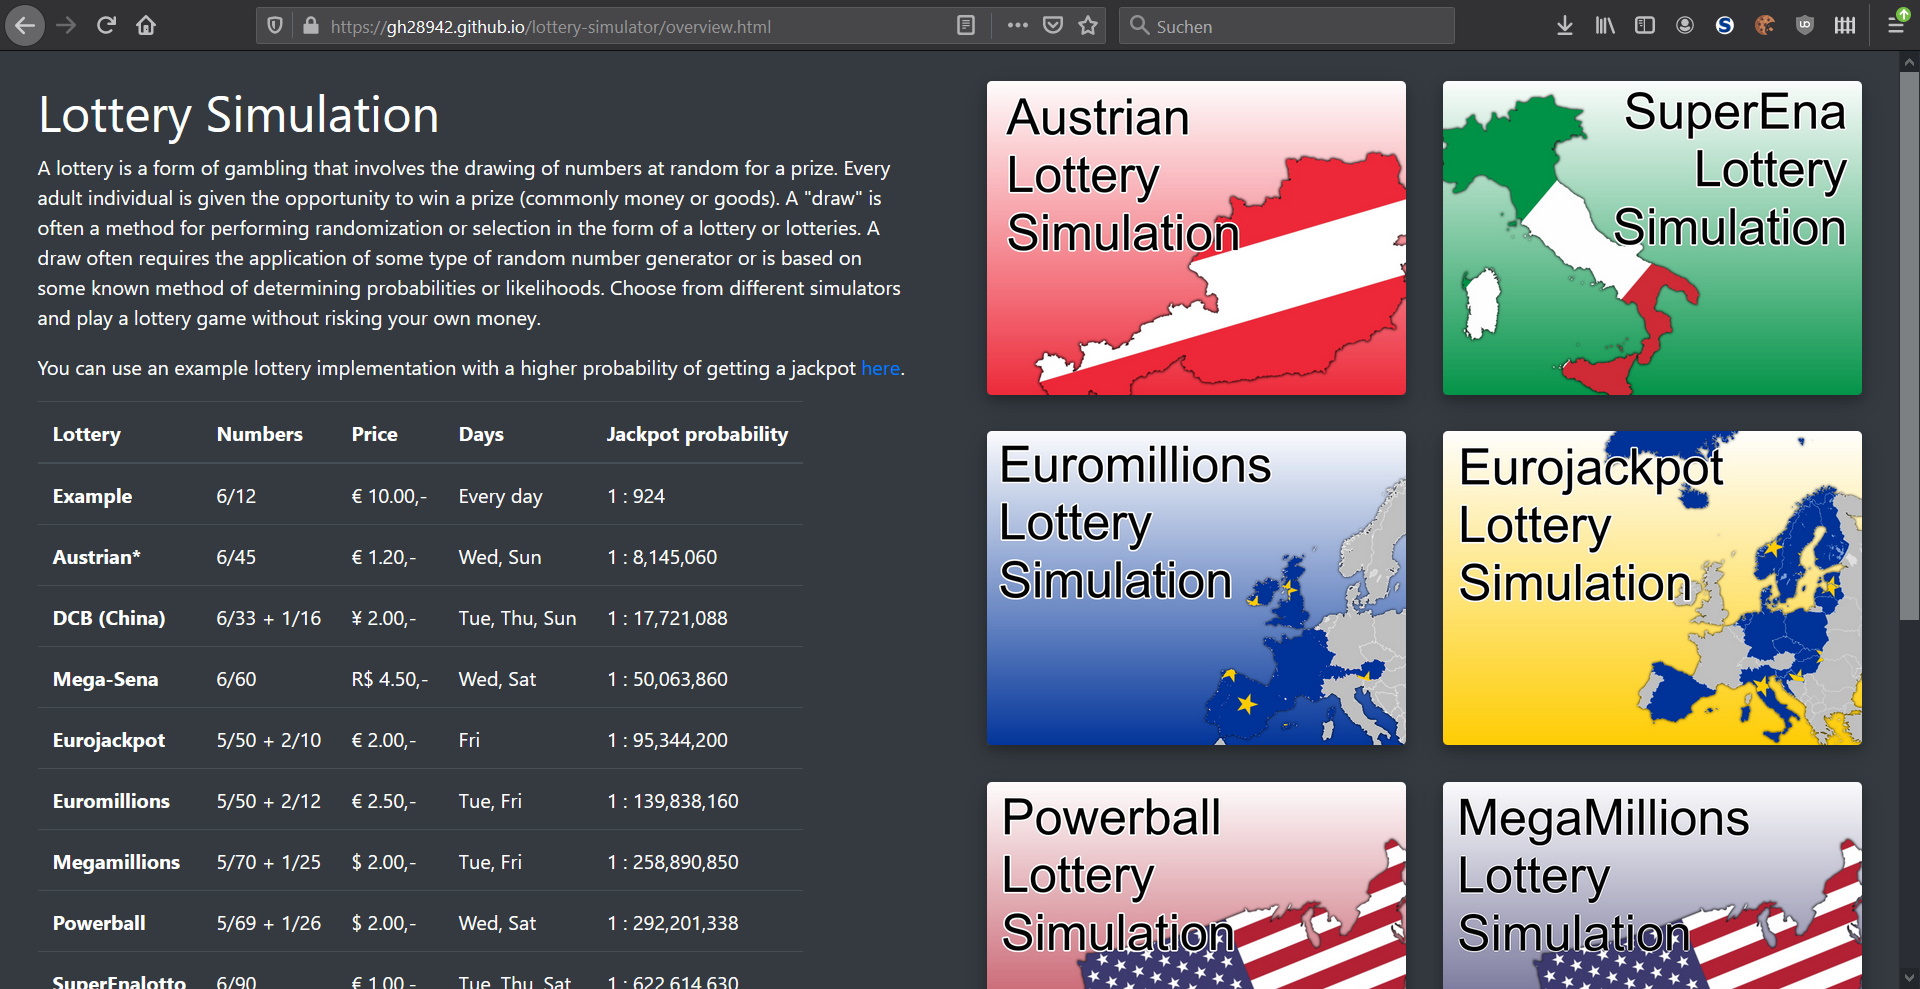 https://gh28942.github.io/lottery-simulator/overview.html
Suchen
Lottery Simulation
A lottery is a form of gambling that involves the drawing of numbers at random for a prize. Every
adult individual is given the opportunity to win a prize (commonly money or goods). A "draw" is
often a method for performing randomization or selection in the form of a lottery or lotteries. A
draw often requires the application of some type of random number generator or is based on
some known method of determining probabilities or likelihoods. Choose from different simulators
and play a lottery game without risking your own money.
You can use an example lottery implementation with a higher probability of getting a jackpot here.
Lottery Numbers Price Days Jackpot probability
Example 6/12 € 10.00,- Every day 1 : 924
Austrian* 6/45 € 1.20,- Wed, Sun 1 : 8,145,060
DCB (China) 6/33 + 1/16 ¥ 2.00,- Tue, Thu, Sun 1 : 17,721,088
Mega-Sena 6/60 R$ 4.50,- Wed, Sat 1 : 50,063,860
Eurojackpot 5/50 + 2/10 € 2.00,- Fri 1 : 95,344,200
Euromillions 5/50 + 2/12 € 2.50,- Tue, Fri 1 : 139,838,160
Megamillions 5/70 + 1/25 $ 2.00,- Tue, Fri 1 : 258,890,850
Powerball 5/69 + 1/26 $ 2.00,- Wed, Sat 1 : 292,201,338
SuperEnalotto 6/90 € 1.00,- Tue, Thu, Sat 1 : 622,614,630
Austrian
Lottery
Simulation
SuperEna
Lottery
Simulation
Euromillions
Lottery
Simulation
Eurojackpot
Lottery
Simulation
Powerball
Lottery
Simulation
MegaMillions
Lottery
Simulation